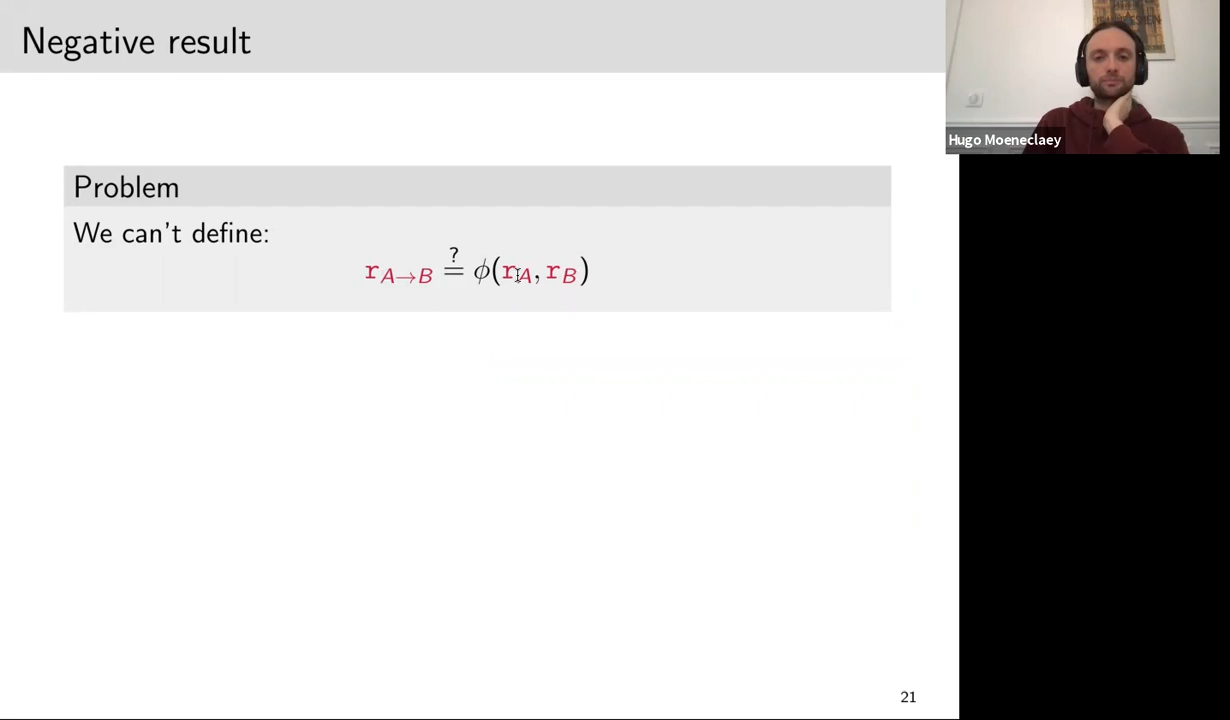 Negative result
Hugo Moeneclaey
Problem
We can't define:
r_{A→B} ≟ ϕ(r_A, r_B)
21